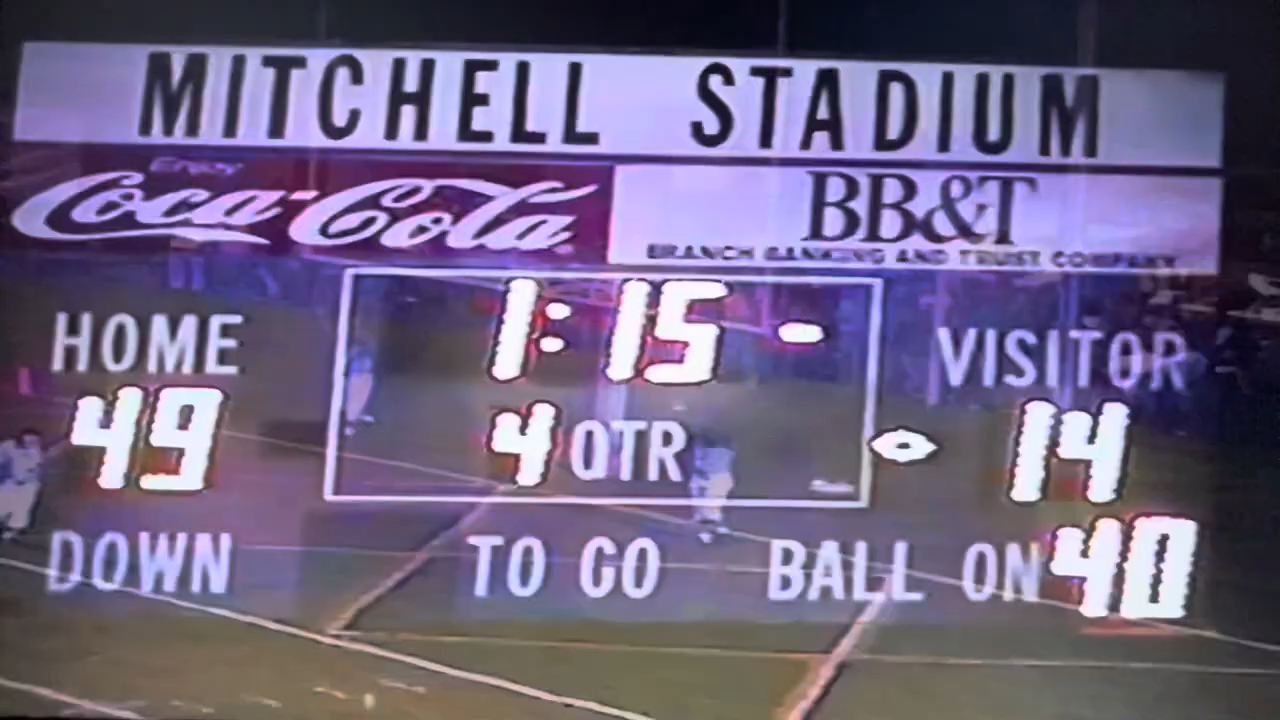 MITCHELL STADIUM
Enjoy
Coca-Cola
BB&T
BRANCH BANKING AND TRUST COMPANY
1:15
HOME
VISITOR
49
4 QTR
14
DOWN
TO GO
BALL ON 40